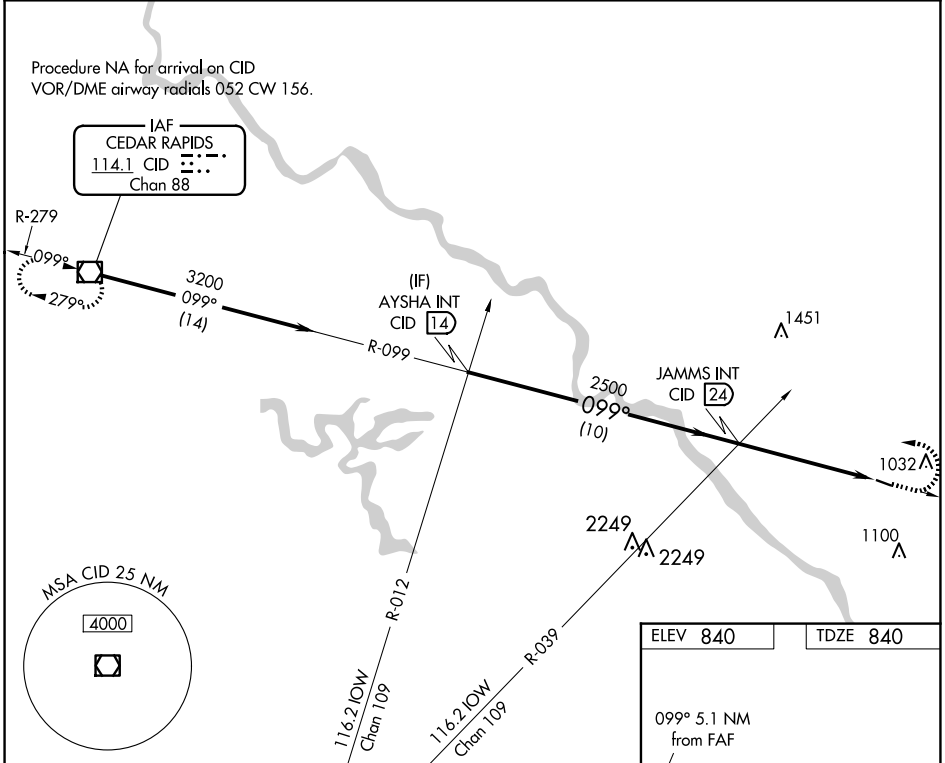 Procedure NA for arrival on CID
VOR/DME airway radials 052 CW 156.
IAF
CEDAR RAPIDS
114.1 CID
Chan 88
R-279
099°
279°
3200
099°
(14)
R-099
(IF)
AYSHA INT
CID 14
2500
099°
(10)
JAMMS INT
CID 24
1451
1032
1100
2249
2249
R-012
R-039
116.2 IOW
Chan 109
116.2 IOW
Chan 109
MSA CID 25 NM
4000
ELEV 840
TDZE 840
099° 5.1 NM
from FAF